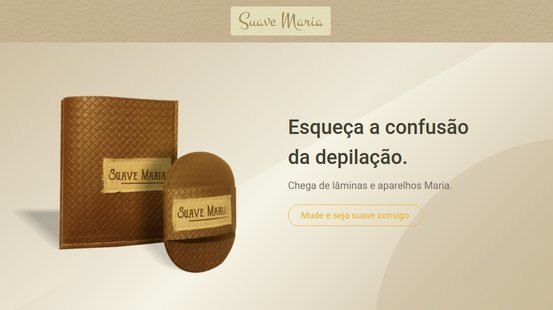 Suave Maria
Esqueça a confusão
da depilação.
Chega de lâminas e aparelhos Maria.
Mude e seja suave consigo
SUAVE MARIA
SUAVE MARIA